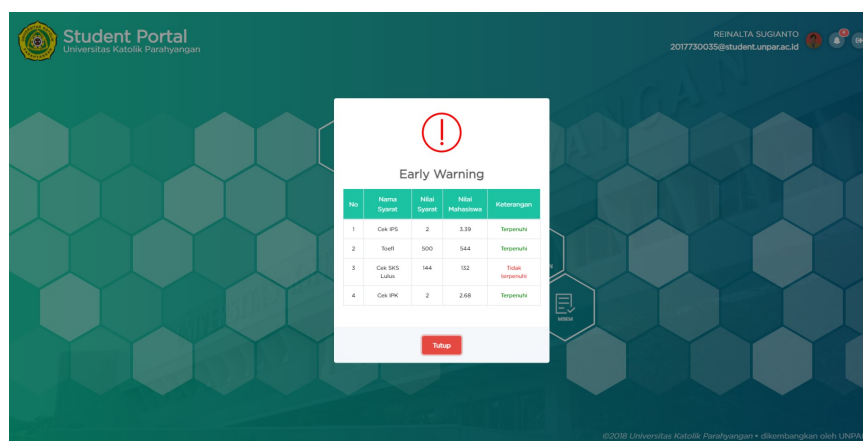 Student Portal
Universitas Katolik Parahyangan
REINALTA SUGIANTO
2017730035@student.unpar.ac.id
Early Warning
No Nama Syarat Nilai Syarat Nilai Mahasiswa Keterangan
1 Cek IPS 2 3.39 Terpenuhi
2 Toefl 500 544 Terpenuhi
3 Cek SKS Lulus 144 132 Tidak terpenuhi
4 Cek IPK 2 2.68 Terpenuhi
Tutup
©2018 Universitas Katolik Parahyangan • dikembangkan oleh UNPA